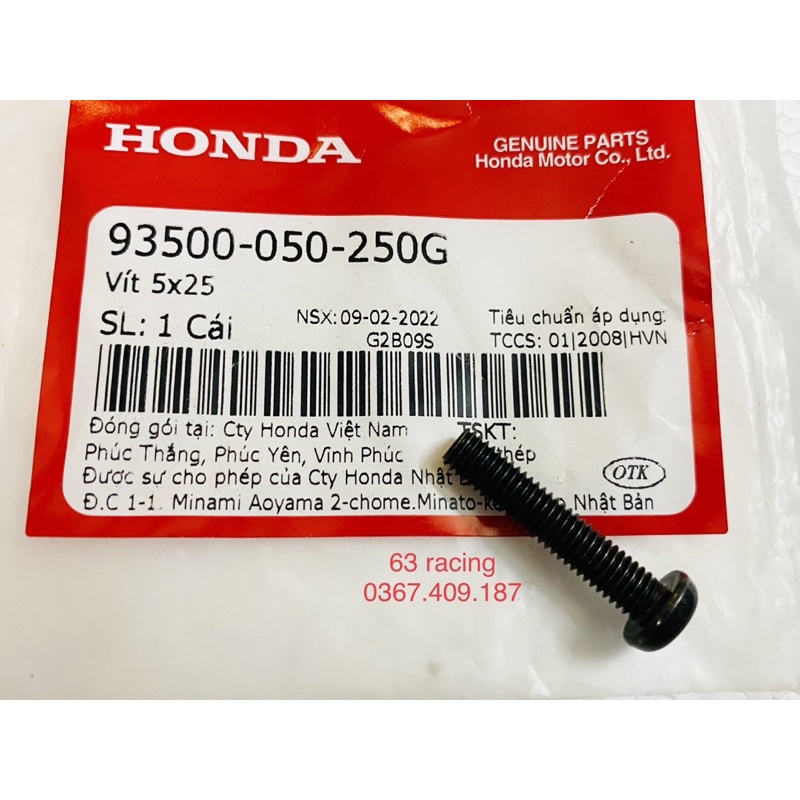 HONDA
GENUINE PARTS
Honda Motor Co., Ltd.
93500-050-250G
Vít 5x25
SL: 1 Cái
NSX: 09-02-2022
G2B09S
Tiêu chuẩn áp dụng:
TCCS: 01|2008|HVN
Đóng gói tại: Cty Honda Việt Nam
TSKT:
Phúc Thắng, Phúc Yên, Vĩnh Phúc
thép
Được sự cho phép của Cty Honda Nhật
OTK
Đ.C 1-1. Minami Aoyama 2-chome.Minato- Nhật Bản
63 racing
0367.409.187